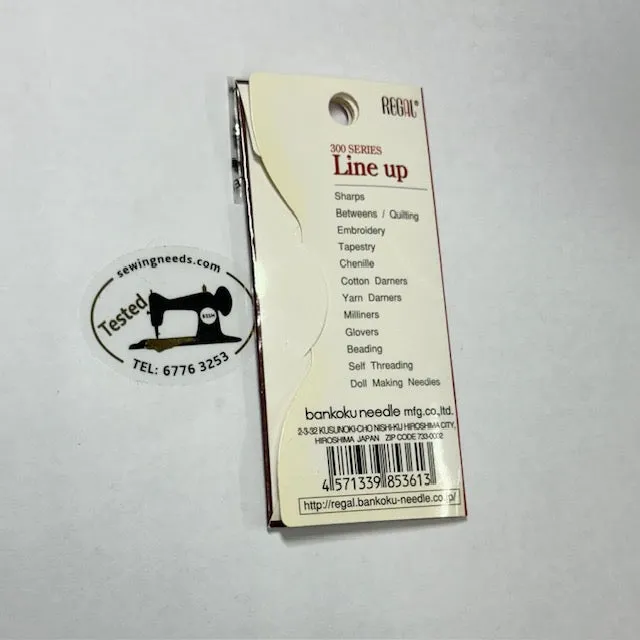 REGAL®
300 SERIES
Line up
Sharps
Betweens / Quilting
Embroidery
Tapestry
Chenille
Cotton Darners
Yarn Darners
Milliners
Glovers
Beading
Self Threading
Doll Making Needles
bankoku needle mfg.co.,ltd.
2-3-32 KUSUNOKI-CHO NISHI-KU HIROSHIMA CITY,
HIROSHIMA JAPAN ZIP CODE 733-0002
4 571339 853613
http://regal.bankoku-needle.co.jp/
sewingneeds.com
Tested
TEL: 6776 3253